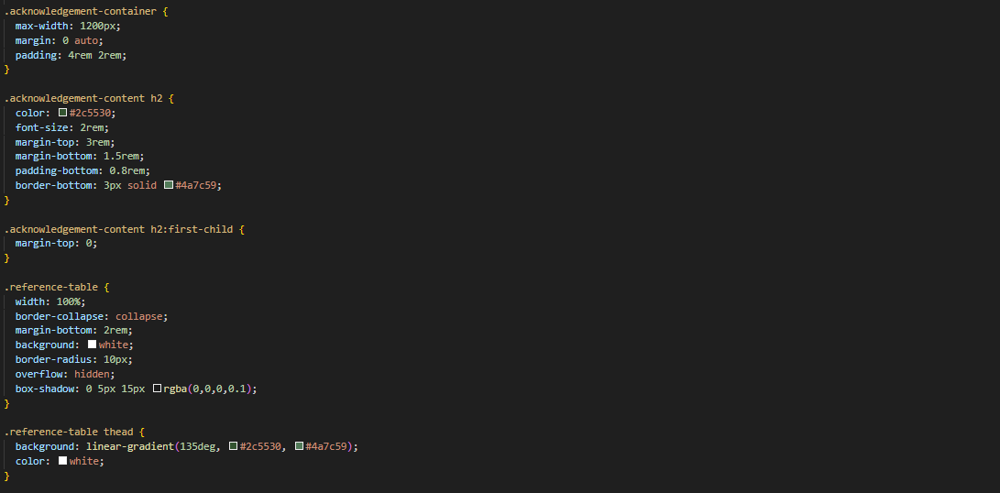 .acknowledgement-container {
  max-width: 1200px;
  margin: 0 auto;
  padding: 4rem 2rem;
}

.acknowledgement-content h2 {
  color: #2c5530;
  font-size: 2rem;
  margin-top: 3rem;
  margin-bottom: 1.5rem;
  padding-bottom: 0.8rem;
  border-bottom: 3px solid #4a7c59;
}

.acknowledgement-content h2:first-child {
  margin-top: 0;
}

.reference-table {
  width: 100%;
  border-collapse: collapse;
  margin-bottom: 2rem;
  background: white;
  border-radius: 10px;
  overflow: hidden;
  box-shadow: 0 5px 15px rgba(0,0,0,0.1);
}

.reference-table thead {
  background: linear-gradient(135deg, #2c5530, #4a7c59);
  color: white;
}